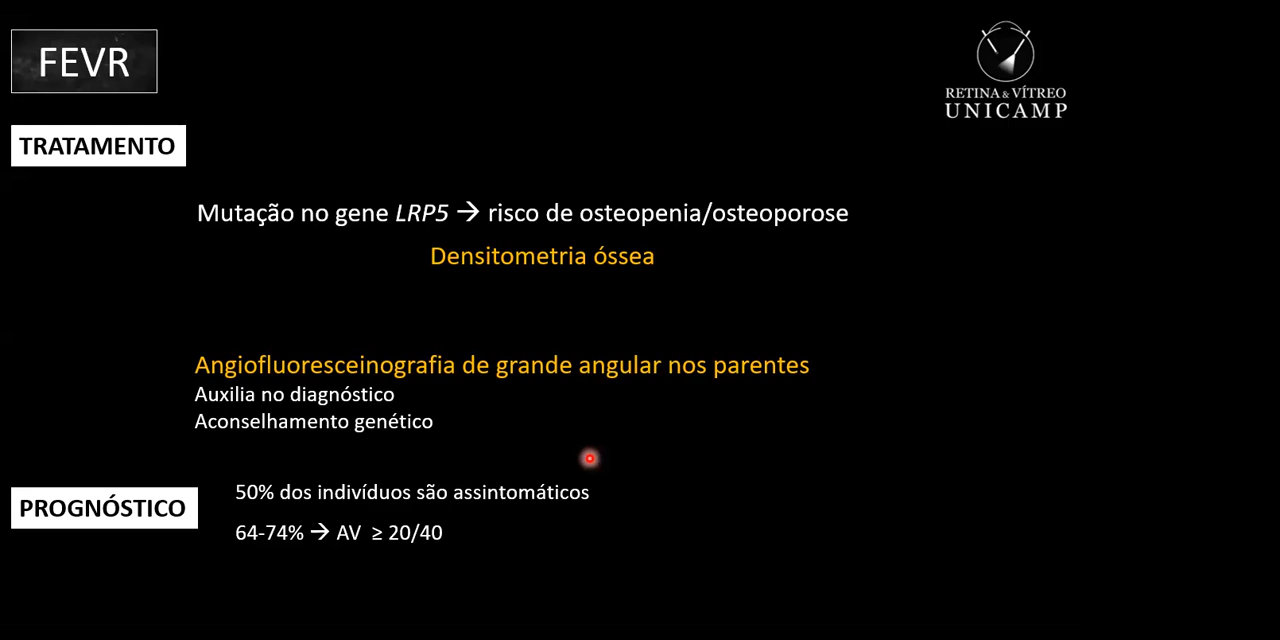 FEVR
RETINA & VÍTREO
UNICAMP
TRATAMENTO
Mutação no gene LRP5 → risco de osteopenia/osteoporose
Densitometria óssea
Angiofluoresceinografia de grande angular nos parentes
Auxilia no diagnóstico
Aconselhamento genético
PROGNÓSTICO
50% dos indivíduos são assintomáticos
64-74% → AV ≥ 20/40